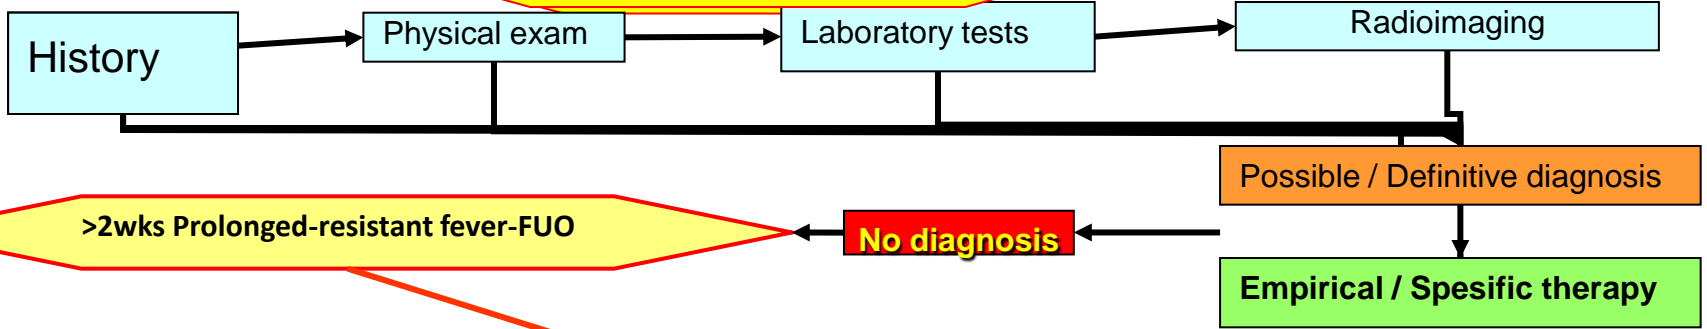 History
Physical exam
Laboratory tests
Radioimaging
Possible / Definitive diagnosis
>2wks Prolonged-resistant fever-FUO
No diagnosis
Empirical / Spesific therapy